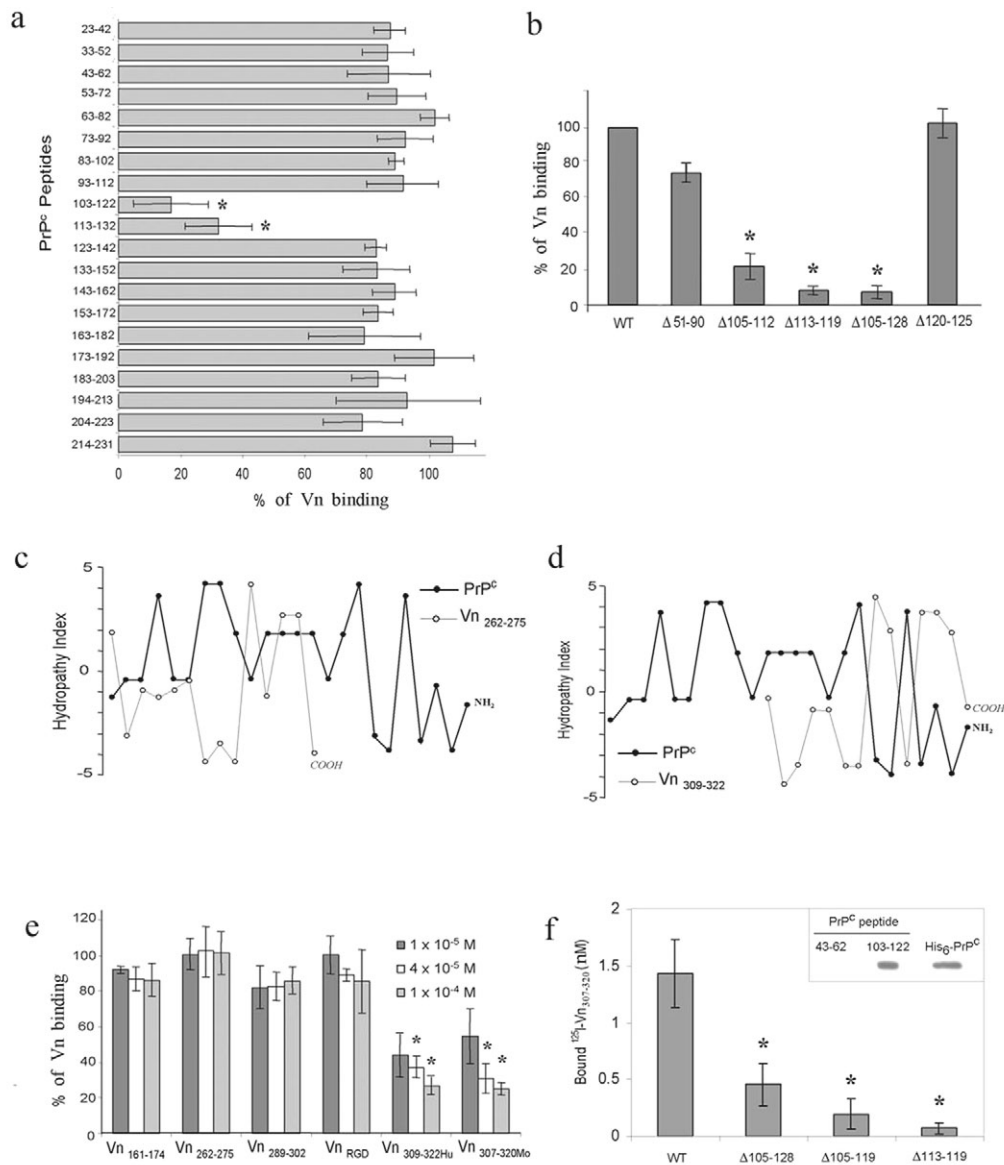 a
PrPᶜ Peptides
23-42
33-52
43-62
53-72
63-82
73-92
83-102
93-112
103-122 *
113-132 *
123-142
133-152
143-162
153-172
163-182
173-192
183-203
194-213
204-223
214-231
0 20 40 60 80 100
% of Vn binding
b
% of Vn binding
100
80
60
40
20
0
* * *
WT Δ 51-90 Δ105-112 Δ113-119 Δ105-128 Δ120-125
c
Hydropathy Index
5
0
-5
PrPᶜ
Vn 262-275
NH₂
COOH
d
Hydropathy Index
5
0
-5
PrPᶜ
Vn 309-322
COOH
NH₂
e
% of Vn binding
120
100
80
60
40
20
0
1 x 10⁻⁵ M
4 x 10⁻⁵ M
1 x 10⁻⁴ M
* * * *
Vn 161-174 Vn 262-275 Vn 289-302 Vn RGD Vn 309-322Hu Vn 307-320Mo
f
Bound ¹²⁵I-Vn307-320 (nM)
2
1.5
1
0.5
0
PrPᶜ peptide
43-62 103-122 His₆-PrPᶜ
* * *
WT Δ105-128 Δ105-119 Δ113-119